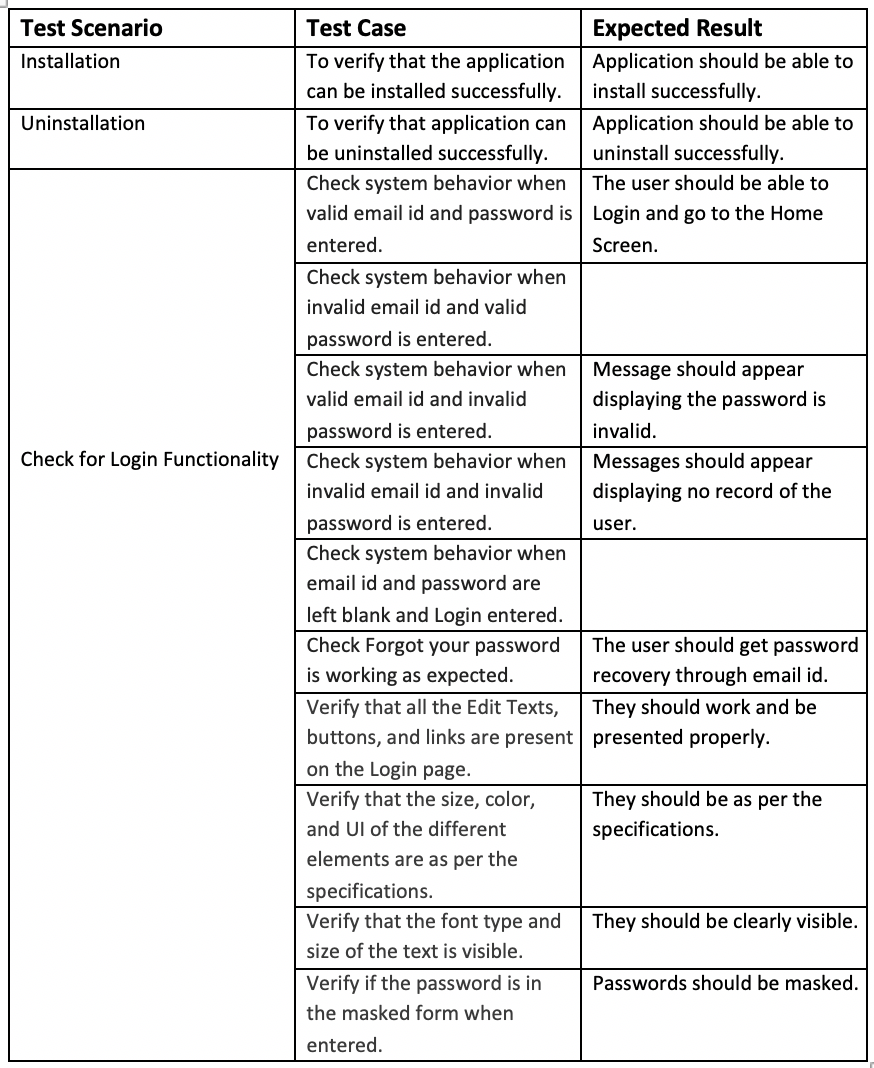 Test Scenario Test Case Expected Result
Installation To verify that the application Application should be able to
can be installed successfully. install successfully.
Uninstallation To verify that application can Application should be able to
be uninstalled successfully. uninstall successfully.
Check for Login Functionality
Check system behavior when The user should be able to
valid email id and password is Login and go to the Home
entered. Screen.
Check system behavior when
invalid email id and valid
password is entered.
Check system behavior when Message should appear
valid email id and invalid displaying the password is
password is entered. invalid.
Check system behavior when Messages should appear
invalid email id and invalid displaying no record of the
password is entered. user.
Check system behavior when
email id and password are
left blank and Login entered.
Check Forgot your password The user should get password
is working as expected. recovery through email id.
Verify that all the Edit Texts, They should work and be
buttons, and links are present presented properly.
on the Login page.
Verify that the size, color, They should be as per the
and UI of the different specifications.
elements are as per the
specifications.
Verify that the font type and They should be clearly visible.
size of the text is visible.
Verify if the password is in Passwords should be masked.
the masked form when
entered.